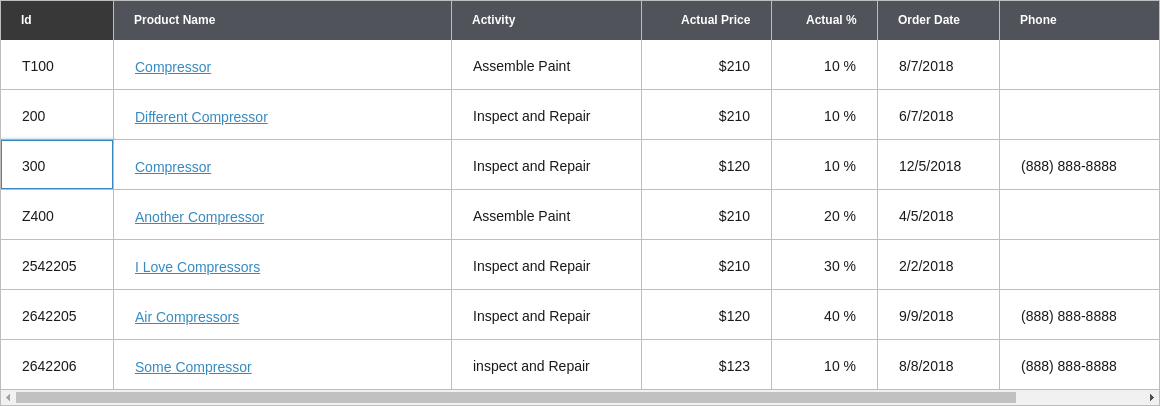 Id Product Name Activity Actual Price Actual % Order Date Phone
T100 Compressor Assemble Paint $210 10 % 8/7/2018
200 Different Compressor Inspect and Repair $210 10 % 6/7/2018
300 Compressor Inspect and Repair $120 10 % 12/5/2018 (888) 888-8888
Z400 Another Compressor Assemble Paint $210 20 % 4/5/2018
2542205 I Love Compressors Inspect and Repair $210 30 % 2/2/2018
2642205 Air Compressors Inspect and Repair $120 40 % 9/9/2018 (888) 888-8888
2642206 Some Compressor inspect and Repair $123 10 % 8/8/2018 (888) 888-8888